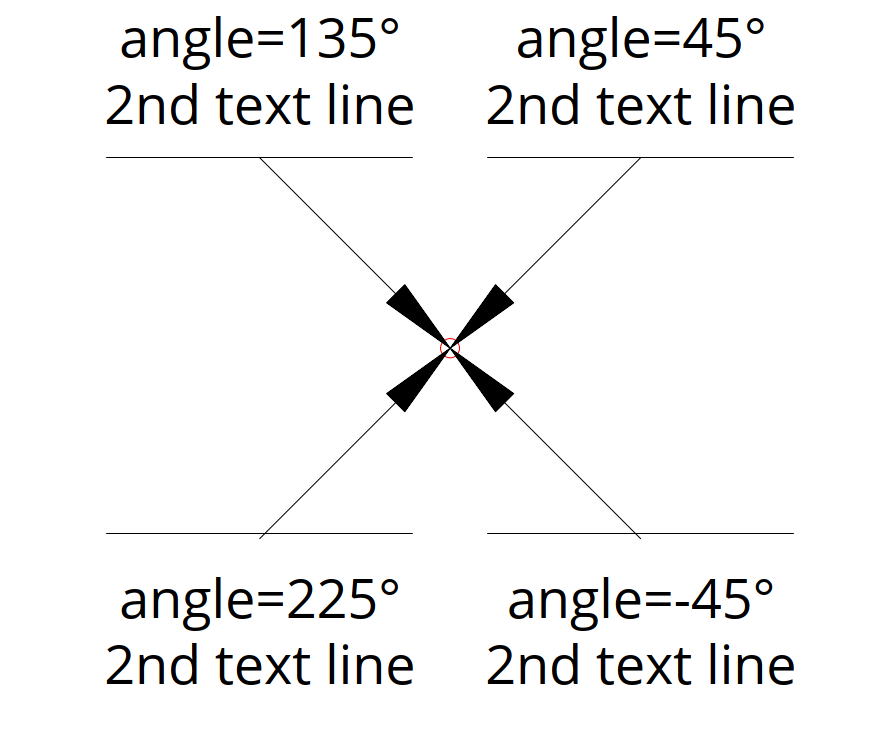 angle=135°
2nd text line
angle=45°
2nd text line
angle=225°
2nd text line
angle=-45°
2nd text line